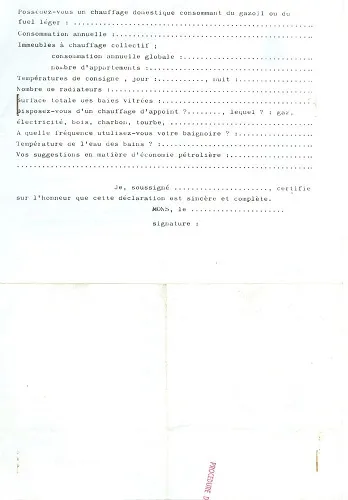 Possédez-vous un chauffage domestique consommant du gazoil ou du
fuel léger : ..............................................................
Consommation annuelle : ....................................................
Immeubles à chauffage collectif ;
consommation annuelle globale :.................................
nombre d'appartements :..........................................
Températures de consigne , jour :.........., nuit :..................
Nombre de radiateurs :......................................................
Surface totale des baies vitrées :........................................
Disposez-vous d'un chauffage d'appoint ?......., lequel ? : gaz,
électricité, bois, charbon, tourbe, .....................................
A quelle fréquence utilisez-vous votre baignoire ? :..................
Température de l'eau des bains ? :........................................
Vos suggestions en matière d'économie pétrolière :...................
............................................................................
Je, soussigné ......................, certifie
sur l'honneur que cette déclaration est sincère et complète.
MONS, le ......................
signature :
PROCEDURE D